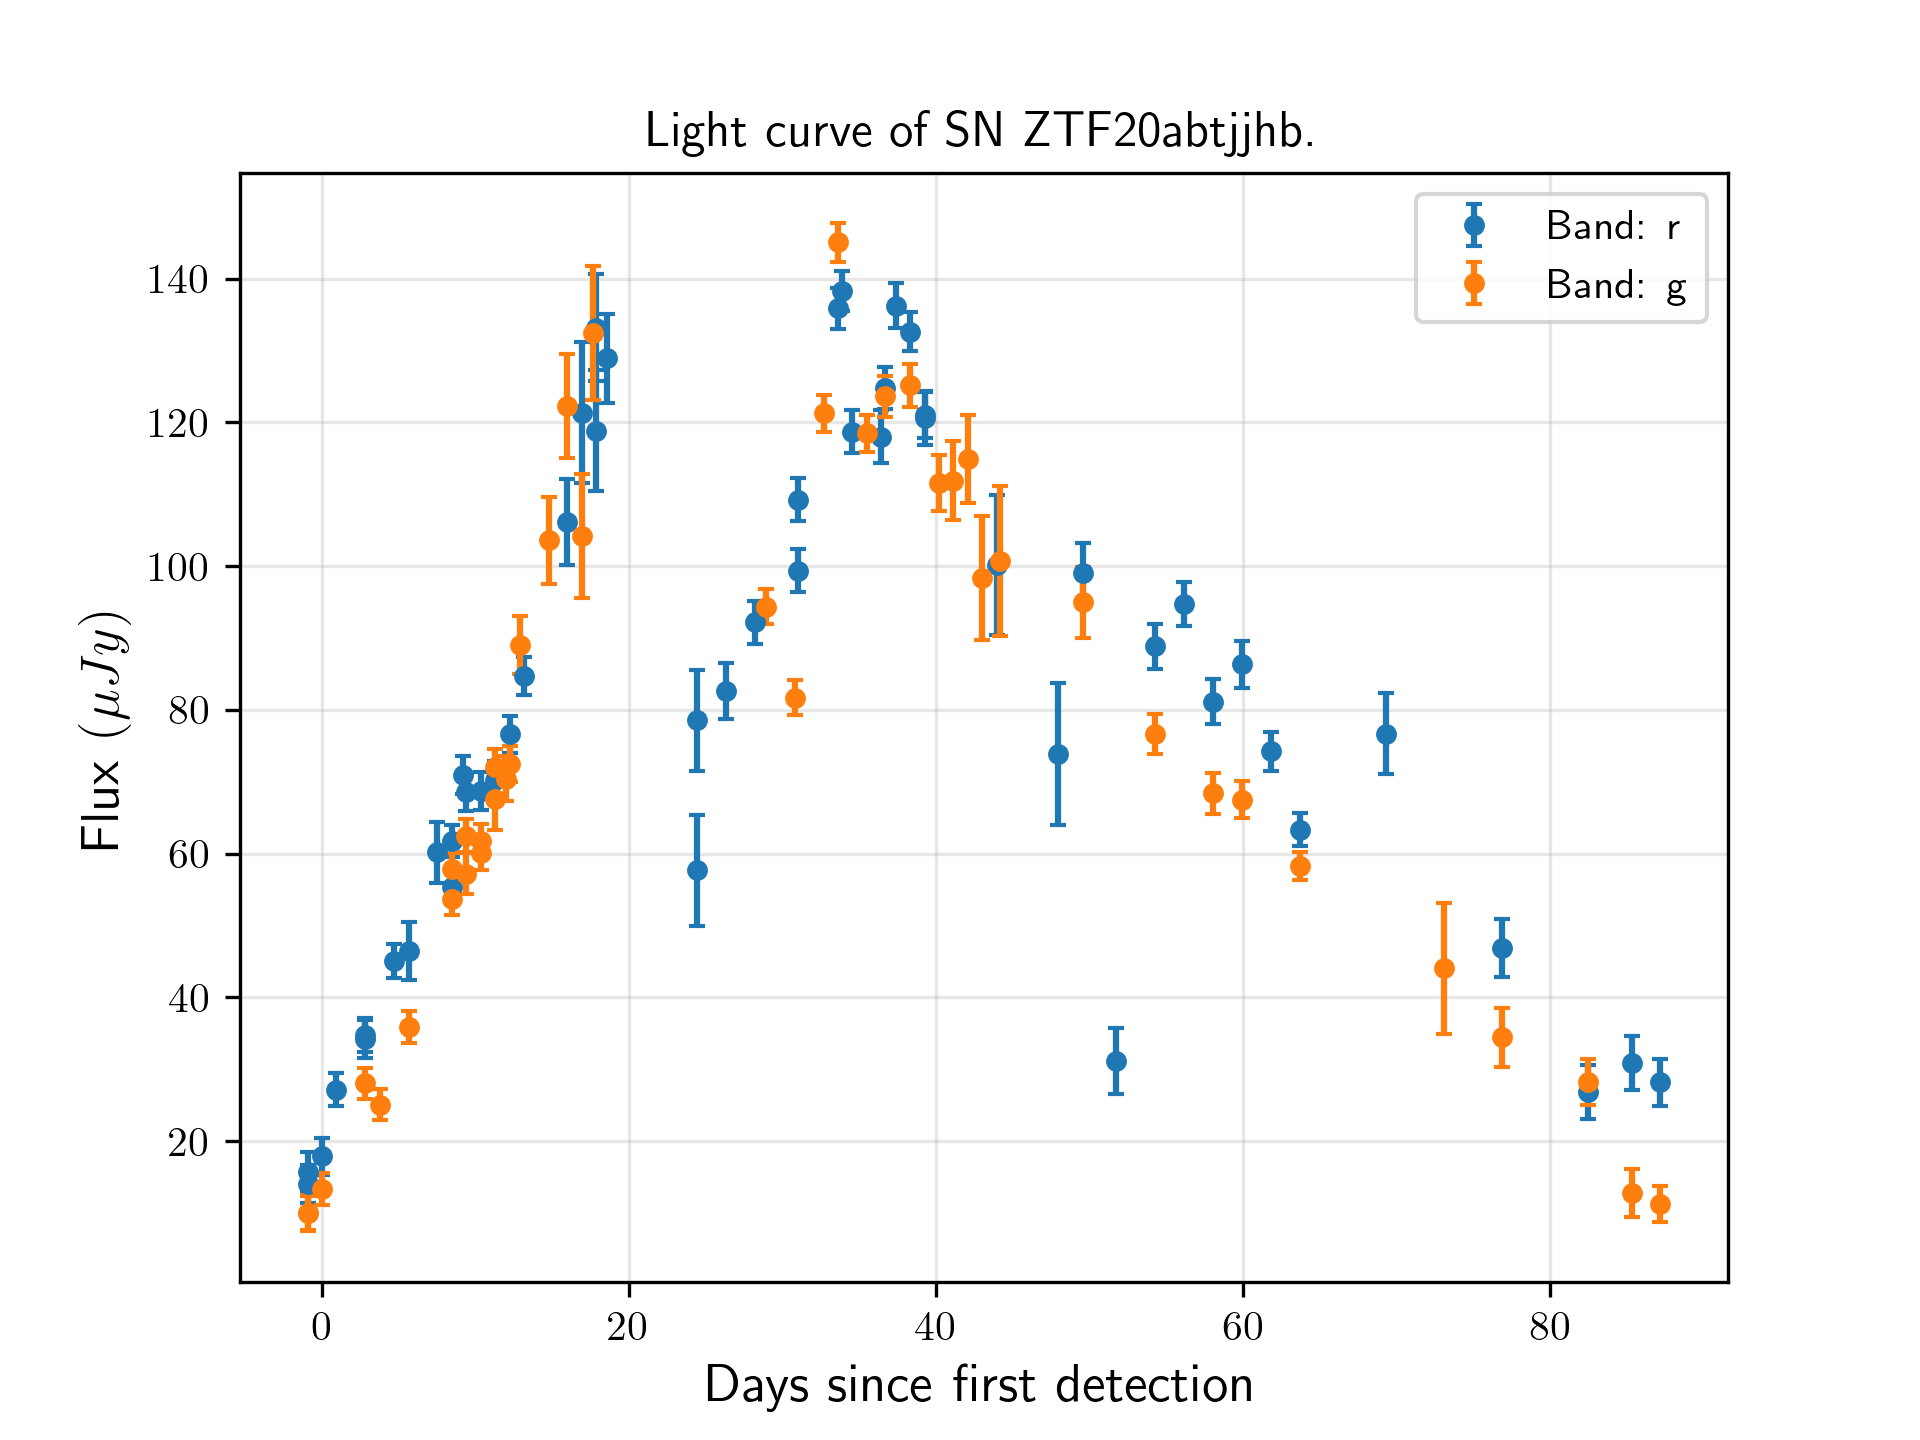 Light curve of SN ZTF20abtjjhb.
Band: r
Band: g
Flux (μJy)
140
120
100
80
60
40
20
0 20 40 60 80
Days since first detection